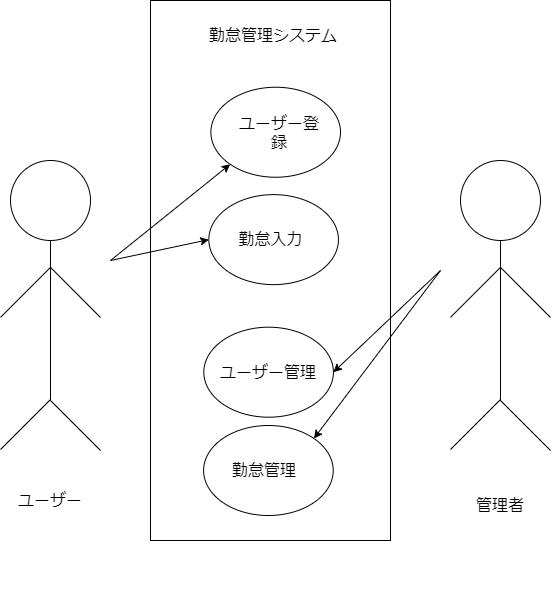 勤怠管理システム
ユーザー登
録
勤怠入力
ユーザー管理
勤怠管理
ユーザー
管理者